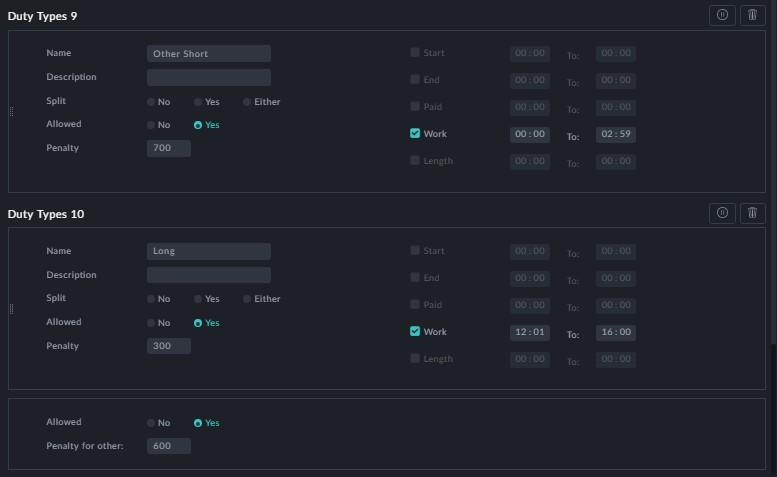 Duty Types 9
Name Other Short Start 00:00 To: 00:00
Description End 00:00 To: 00:00
Split No Yes Either Paid 00:00 To: 00:00
Allowed No Yes Work 00:00 To: 02:59
Penalty 700 Length 00:00 To: 00:00
Duty Types 10
Name Long Start 00:00 To: 00:00
Description End 00:00 To: 00:00
Split No Yes Either Paid 00:00 To: 00:00
Allowed No Yes Work 12:01 To: 16:00
Penalty 300 Length 00:00 To: 00:00
Allowed No Yes
Penalty for other: 600